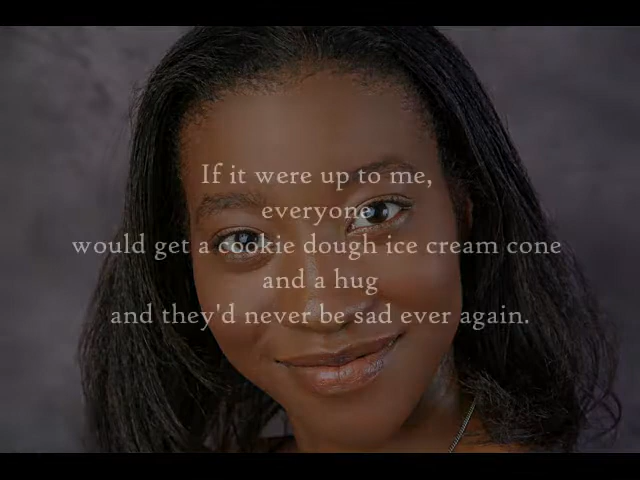 If it were up to me,
everyone
would get a cookie dough ice cream cone
and a hug
and they'd never be sad ever again.